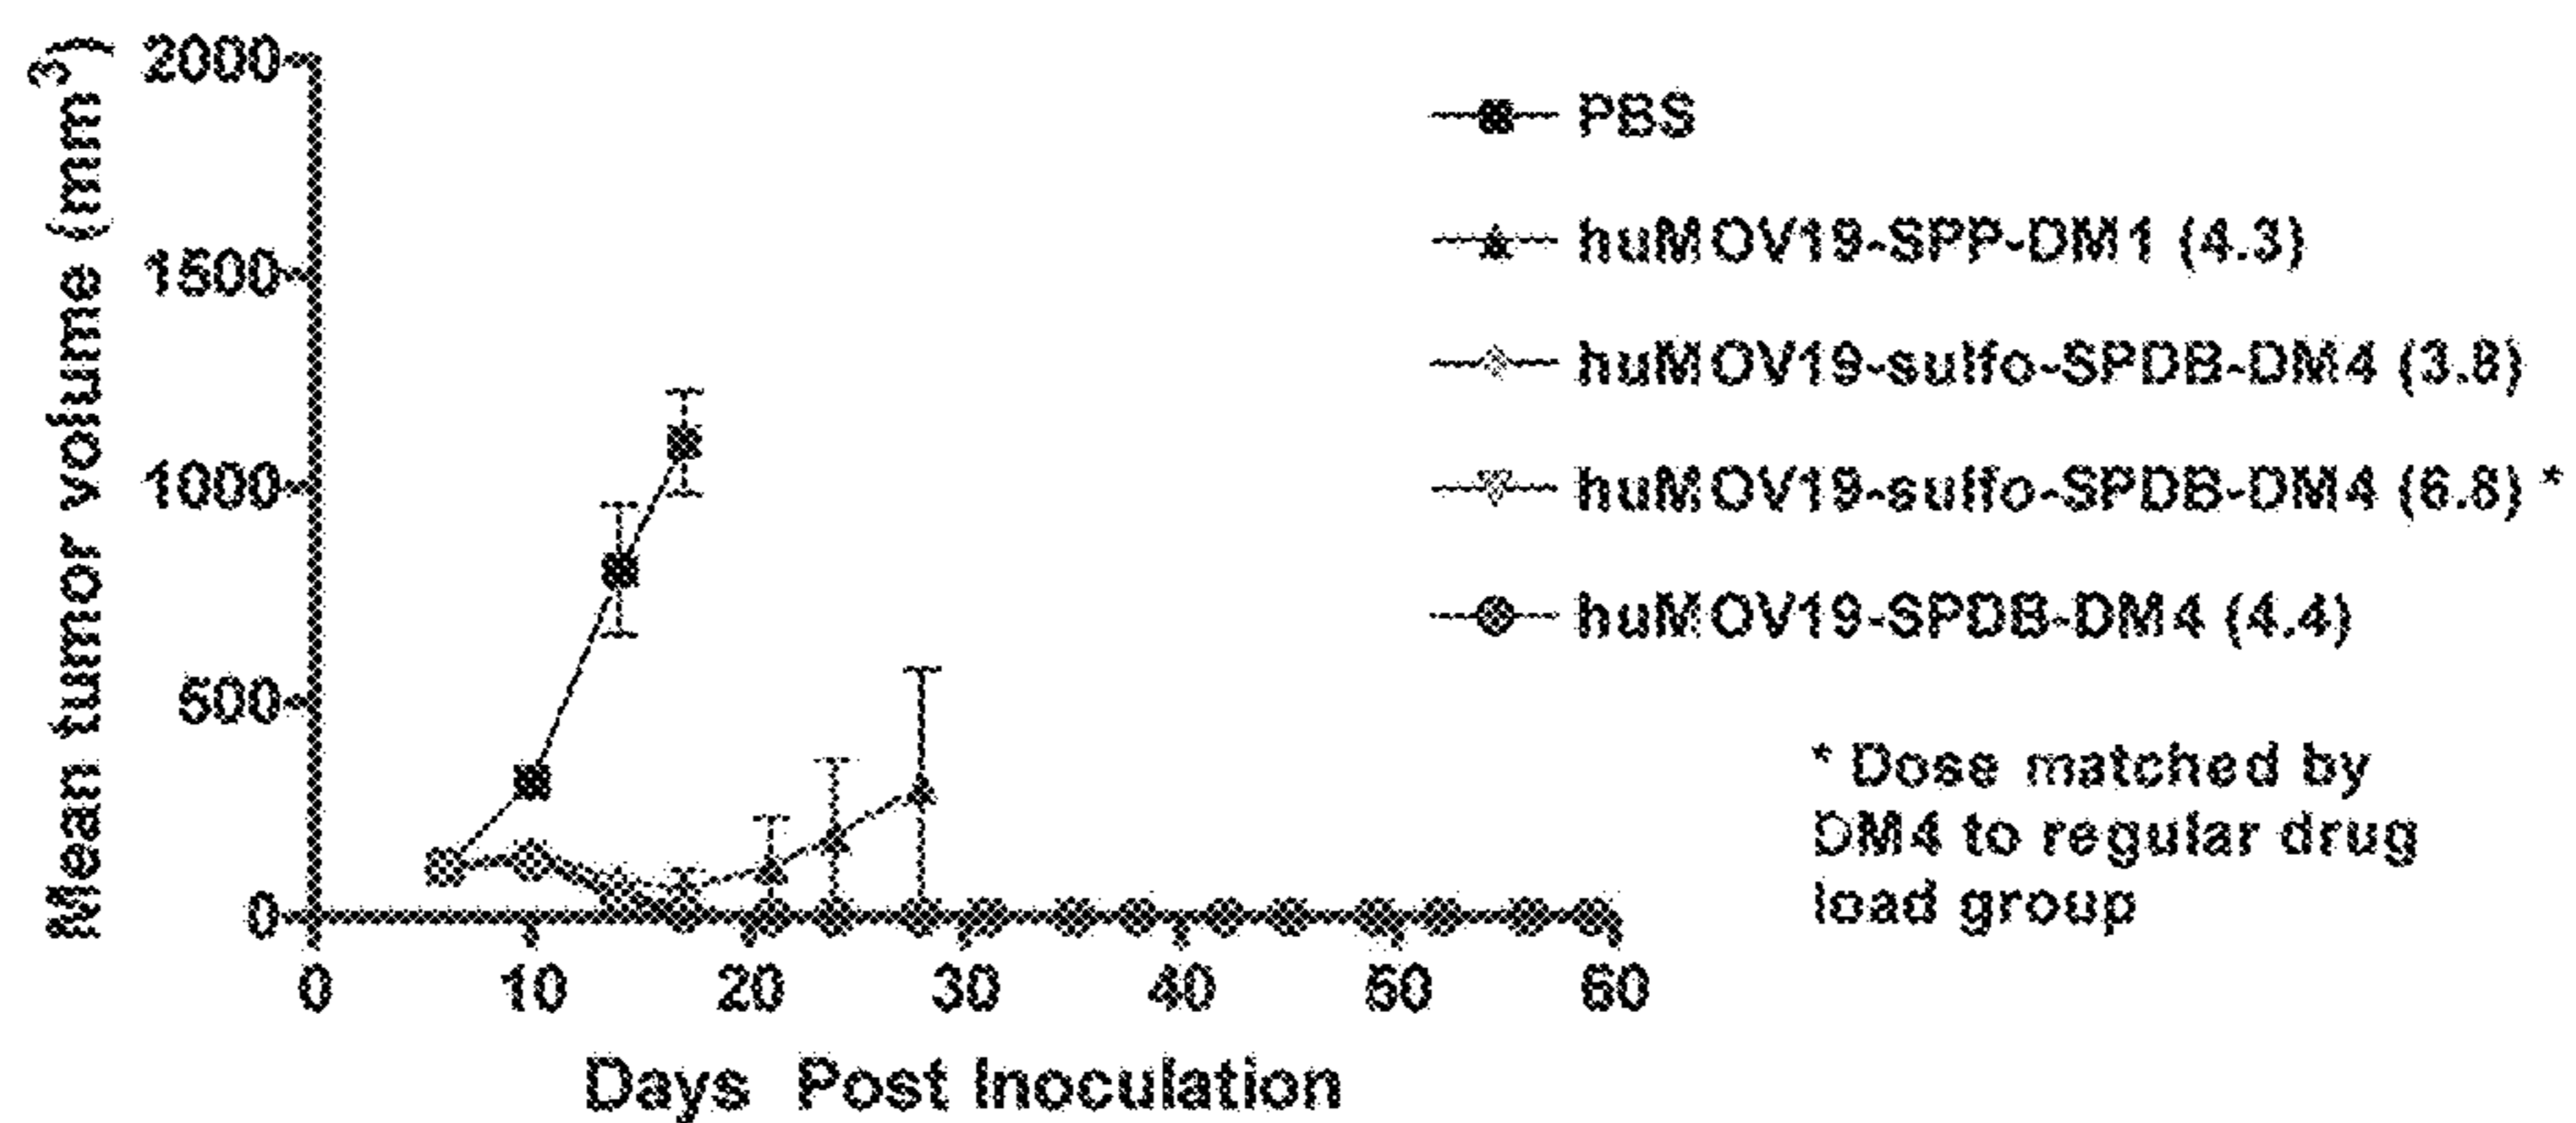 Mean tumor volume (mm³)
2000
1500
1000
500
0
0 10 20 30 40 50 60
Days Post Inoculation
PBS
huMOV19-SPP-DM1 (4.3)
huMOV19-sulfo-SPDB-DM4 (3.8)
huMOV19-sulfo-SPDB-DM4 (6.8) *
huMOV19-SPDB-DM4 (4.4)
* Dose matched by
DM4 to regular drug
load group